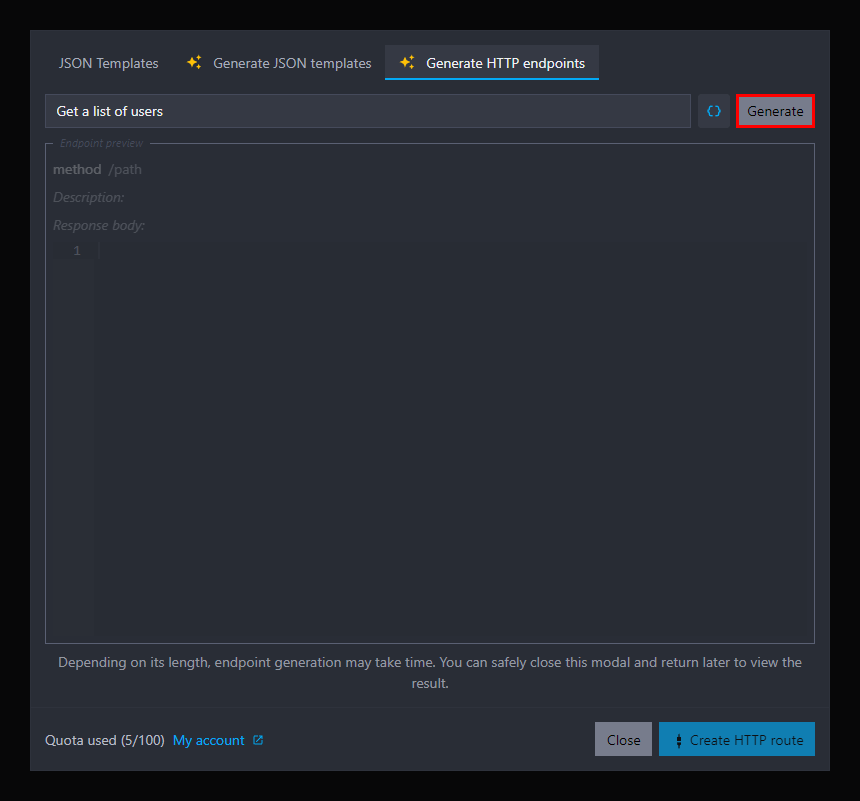 JSON Templates
Generate JSON templates
Generate HTTP endpoints
Get a list of users
Generate
Endpoint preview
method /path
Description:
Response body:
1
Depending on its length, endpoint generation may take time. You can safely close this modal and return later to view the
result.
Quota used (5/100) My account
Close
Create HTTP route